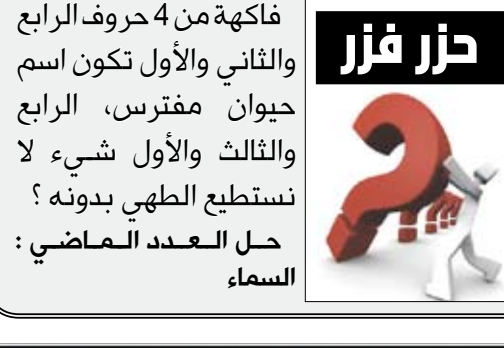 حزر فزر
فاكهة من 4 حروف الرابع
والثاني والأول تكون اسم
حيوان مفترس، الرابع
والثالث والأول شيء لا
نستطيع الطهي بدونه ؟
حل العدد الماضي :
السماء